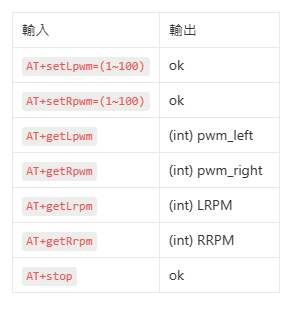 輸入 輸出
AT+setLpwm=(1~100) ok
AT+setRpwm=(1~100) ok
AT+getLpwm (int) pwm_left
AT+getRpwm (int) pwm_right
AT+getLrpm (int) LRPM
AT+getRrpm (int) RRPM
AT+stop ok